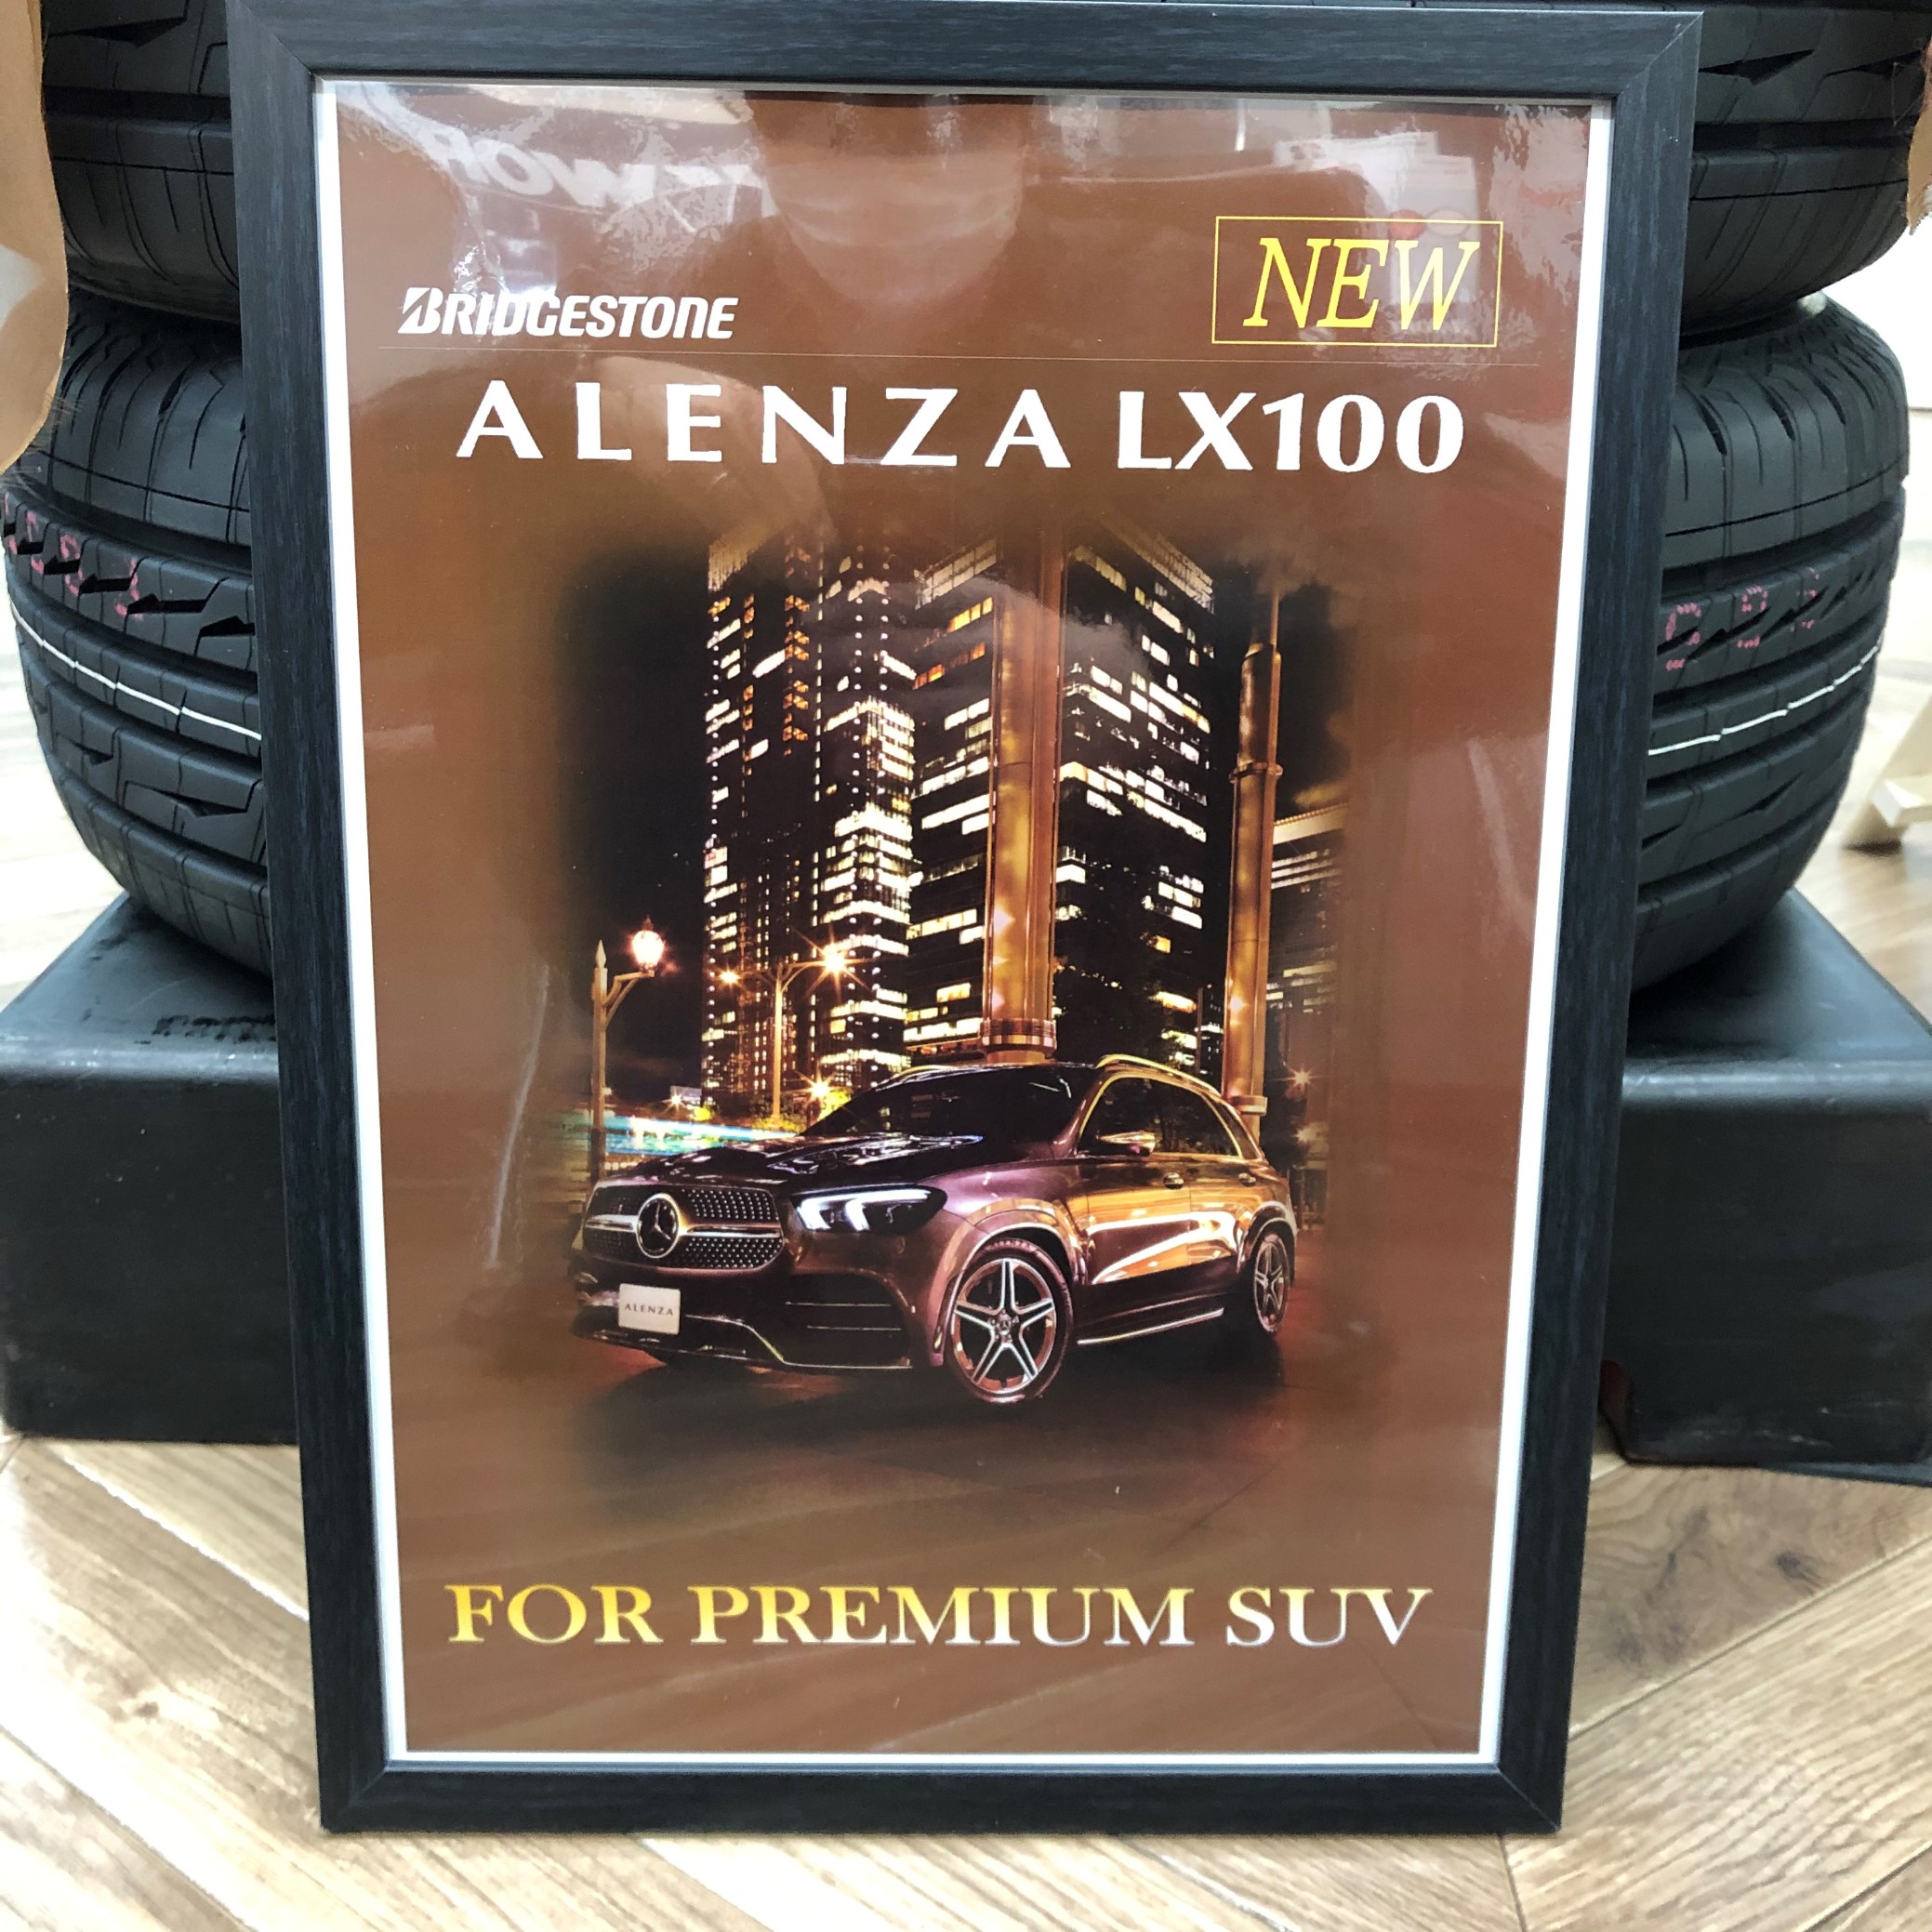 BRIDGESTONE
NEW
ALENZA LX100
ALENZA
FOR PREMIUM SUV